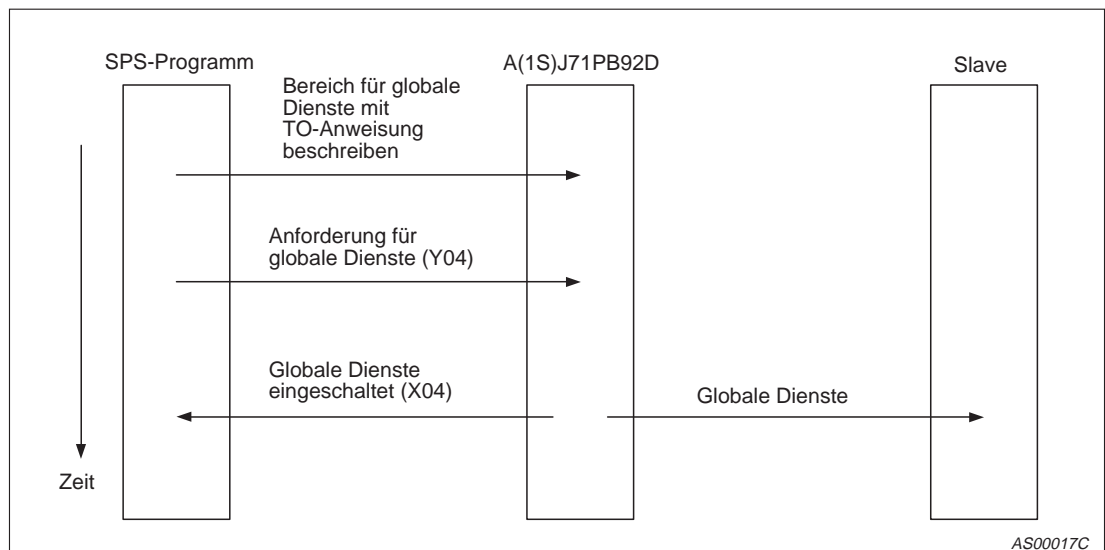 SPS-Programm
A(1S)J71PB92D
Slave
Bereich für globale
Dienste mit
TO-Anweisung
beschreiben
Anforderung für
globale Dienste (Y04)
Globale Dienste
eingeschaltet (X04)
Globale Dienste
Zeit
AS00017C